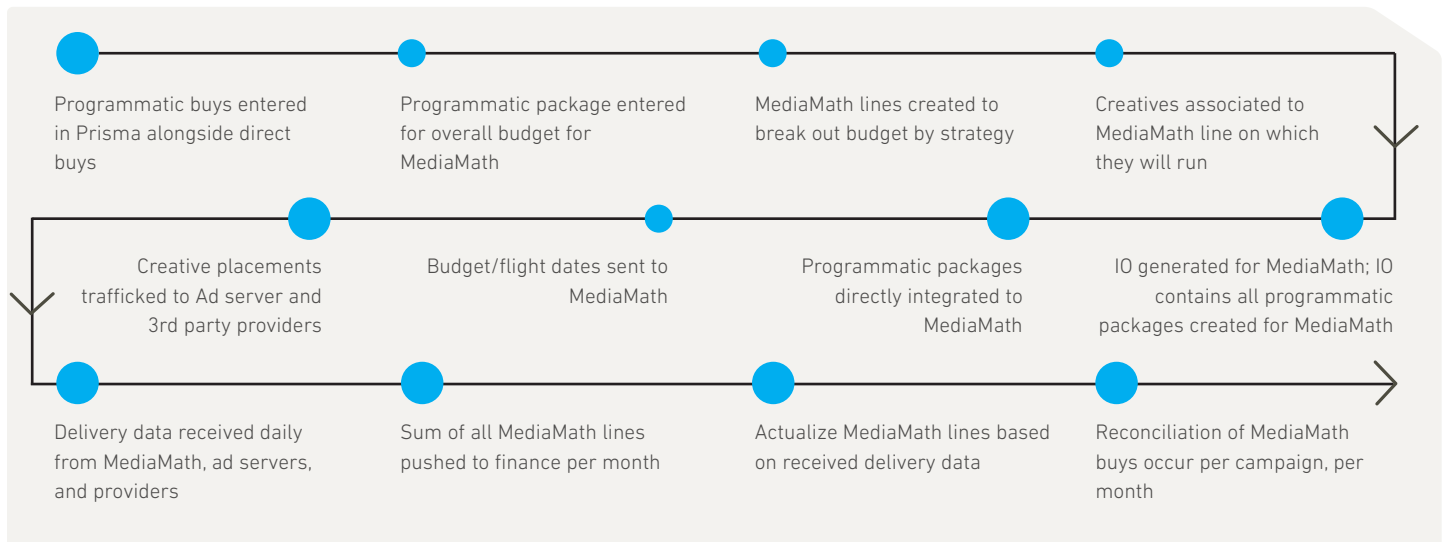 Programmatic buys entered
in Prisma alongside direct
buys
Programmatic package entered
for overall budget for
MediaMath
MediaMath lines created to
break out budget by strategy
Creatives associated to
MediaMath line on which
they will run
IO generated for MediaMath; IO
contains all programmatic
packages created for MediaMath
Programmatic packages
directly integrated to
MediaMath
Budget/flight dates sent to
MediaMath
Creative placements
trafficked to Ad server and
3rd party providers
Delivery data received daily
from MediaMath, ad servers,
and providers
Sum of all MediaMath lines
pushed to finance per month
Actualize MediaMath lines based
on received delivery data
Reconciliation of MediaMath
buys occur per campaign, per
month